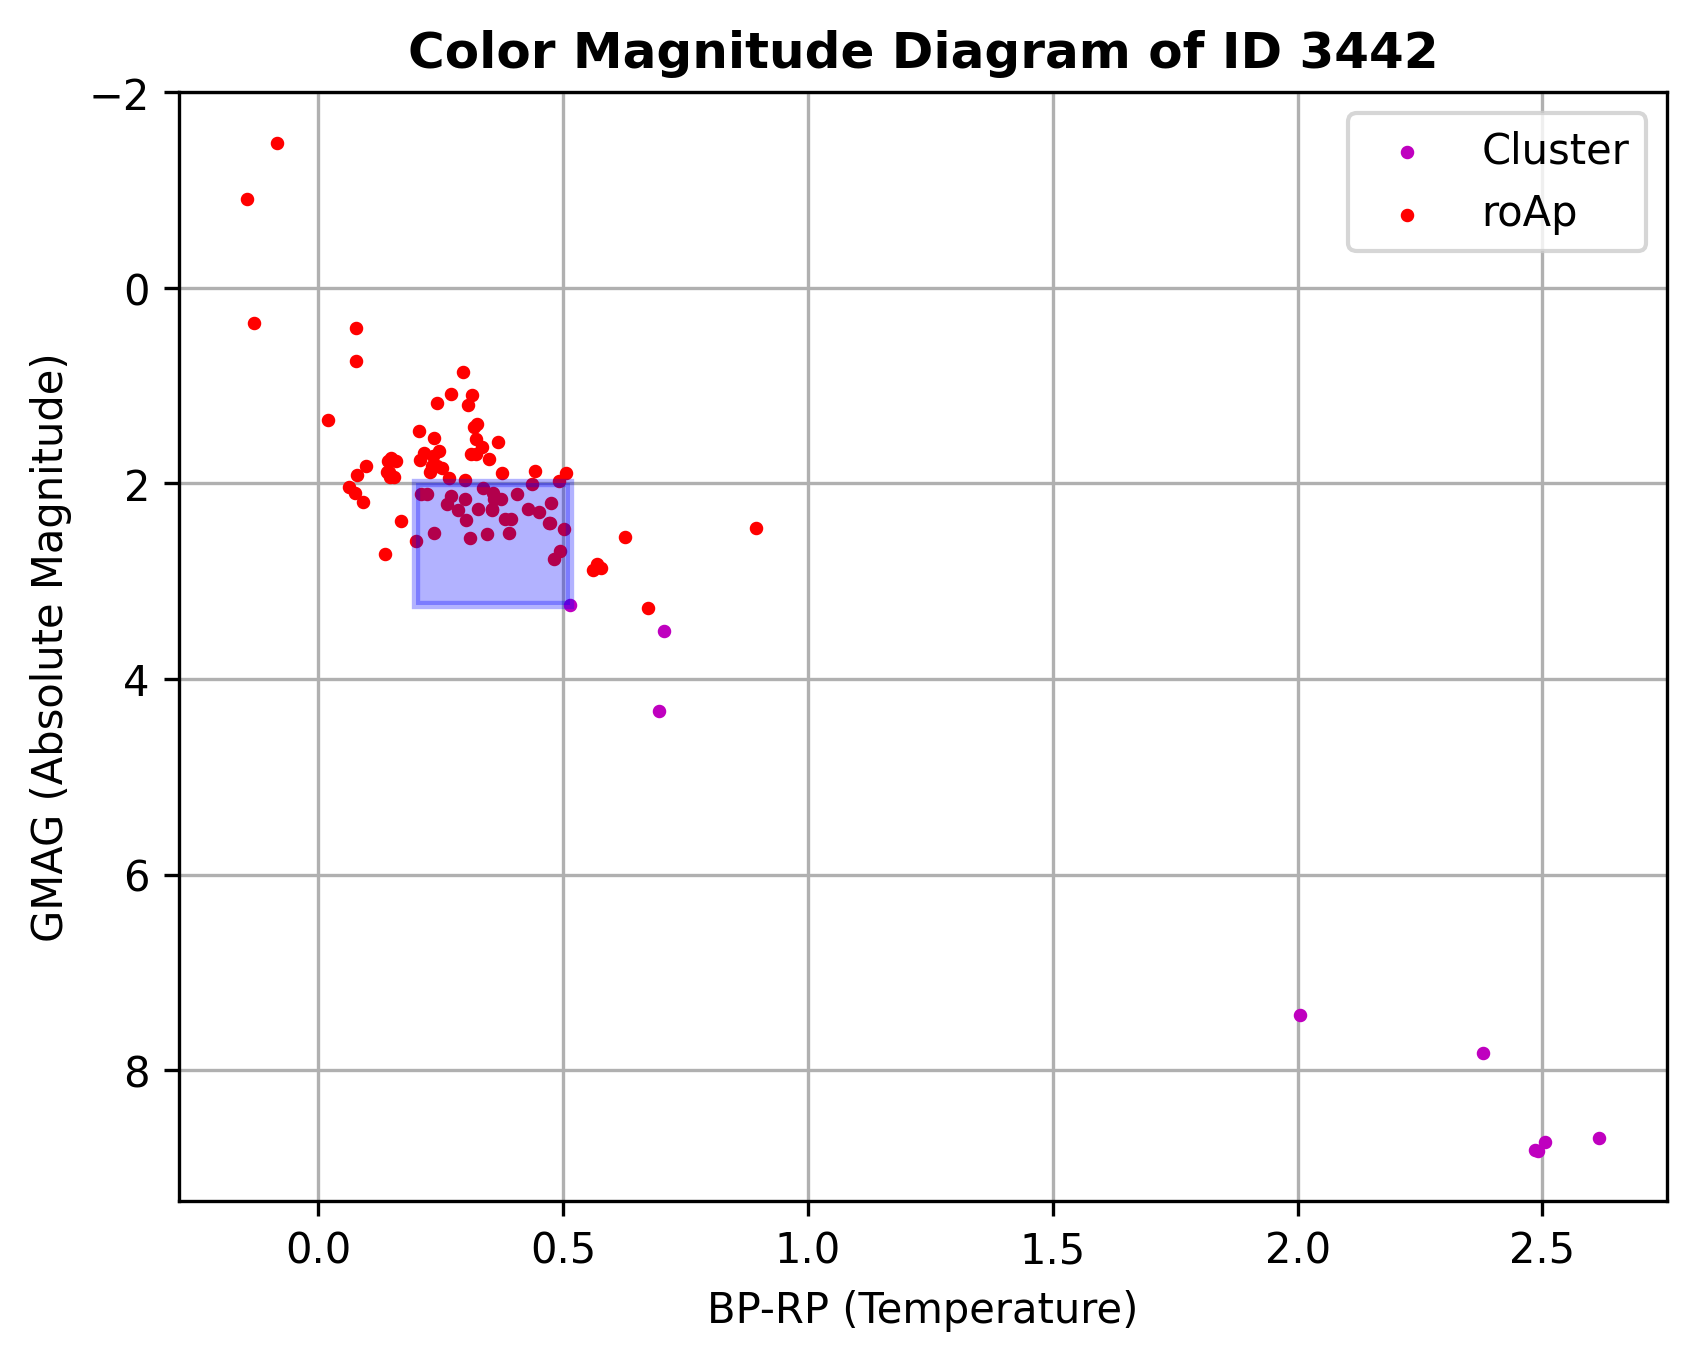 Color Magnitude Diagram of ID 3442
Cluster
roAp
GMAG (Absolute Magnitude)
−2
0
2
4
6
8
0.0 0.5 1.0 1.5 2.0 2.5
BP-RP (Temperature)